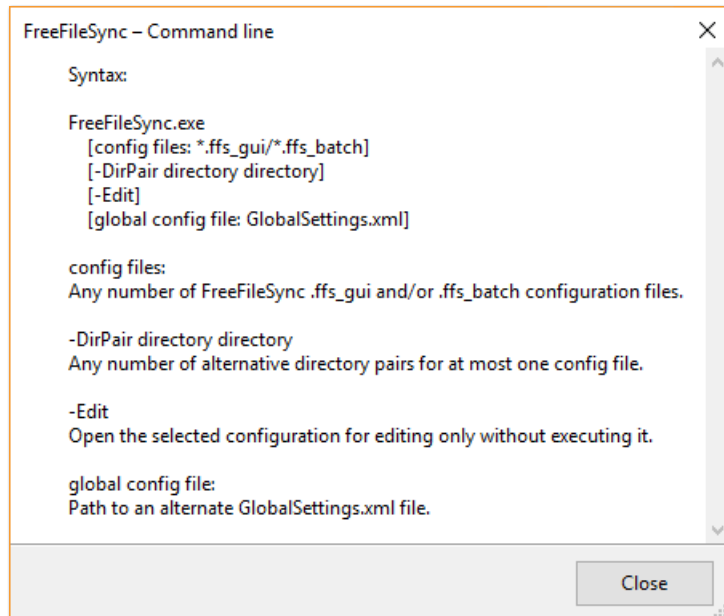 FreeFileSync – Command line
Syntax:
FreeFileSync.exe
[config files: *.ffs_gui/*.ffs_batch]
[-DirPair directory directory]
[-Edit]
[global config file: GlobalSettings.xml]
config files:
Any number of FreeFileSync .ffs_gui and/or .ffs_batch configuration files.
-DirPair directory directory
Any number of alternative directory pairs for at most one config file.
-Edit
Open the selected configuration for editing only without executing it.
global config file:
Path to an alternate GlobalSettings.xml file.
Close